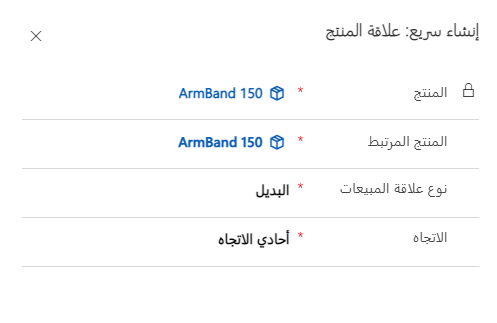 إنشاء سريع: علاقة المنتج
المنتج * ArmBand 150
المنتج المرتبط * ArmBand 150
نوع علاقة المبيعات * البديل
الاتجاه * أحادي الاتجاه